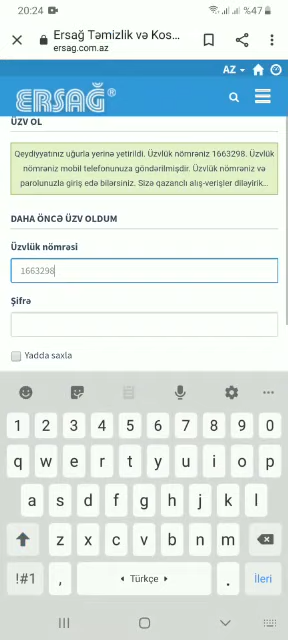 20:24 %47
Ersağ Təmizlik və Kos...
ersag.com.az
AZ
ERSAĞ®
ÜZV OL
Qeydiyyatınız uğurla yerinə yetirildi. Üzvlük nömrəniz 1663298. Üzvlük
nömrəniz mobil telefonunuza göndərilmişdir. Üzvlük nömrəniz və
parolunuzla giriş edə bilərsiniz. Sizə qazanclı alış-verişlər diləyirik...
DAHA ÖNCƏ ÜZV OLDUM
Üzvlük nömrəsi
1663298
Şifrə
Yadda saxla
1 2 3 4 5 6 7 8 9 0
q w e r t y u i o p
a s d f g h j k l
z x c v b n m
!#1 , Türkçe . İleri